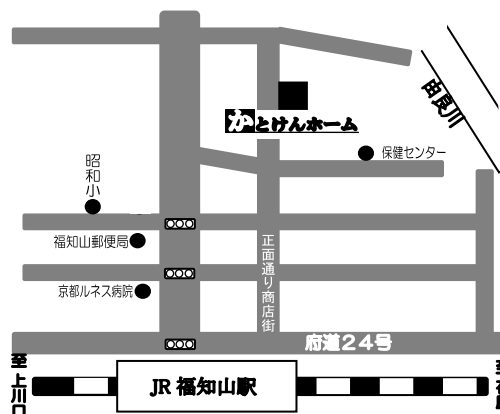 由良川
かとけんホーム
保健センター
昭和小
福知山郵便局
正面通り商店街
京都ルネス病院
府道24号
至上川口
JR 福知山駅